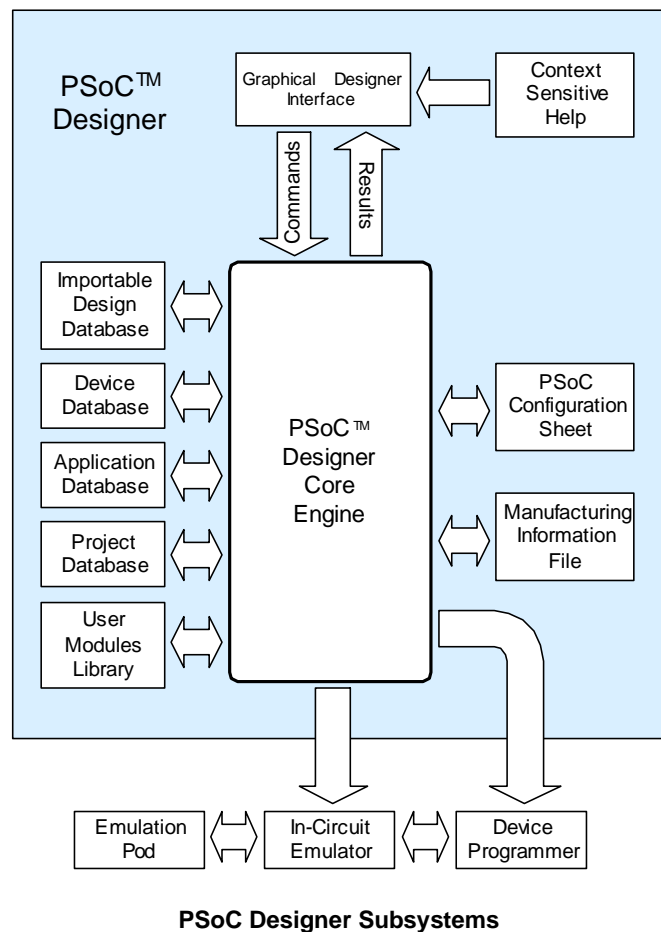 PSoC™
Designer
Graphical Designer
Interface
Context
Sensitive
Help
Commands
Results
Importable
Design
Database
Device
Database
Application
Database
Project
Database
User
Modules
Library
PSoC™
Designer
Core
Engine
PSoC
Configuration
Sheet
Manufacturing
Information
File
Emulation
Pod
In-Circuit
Emulator
Device
Programmer
PSoC Designer Subsystems